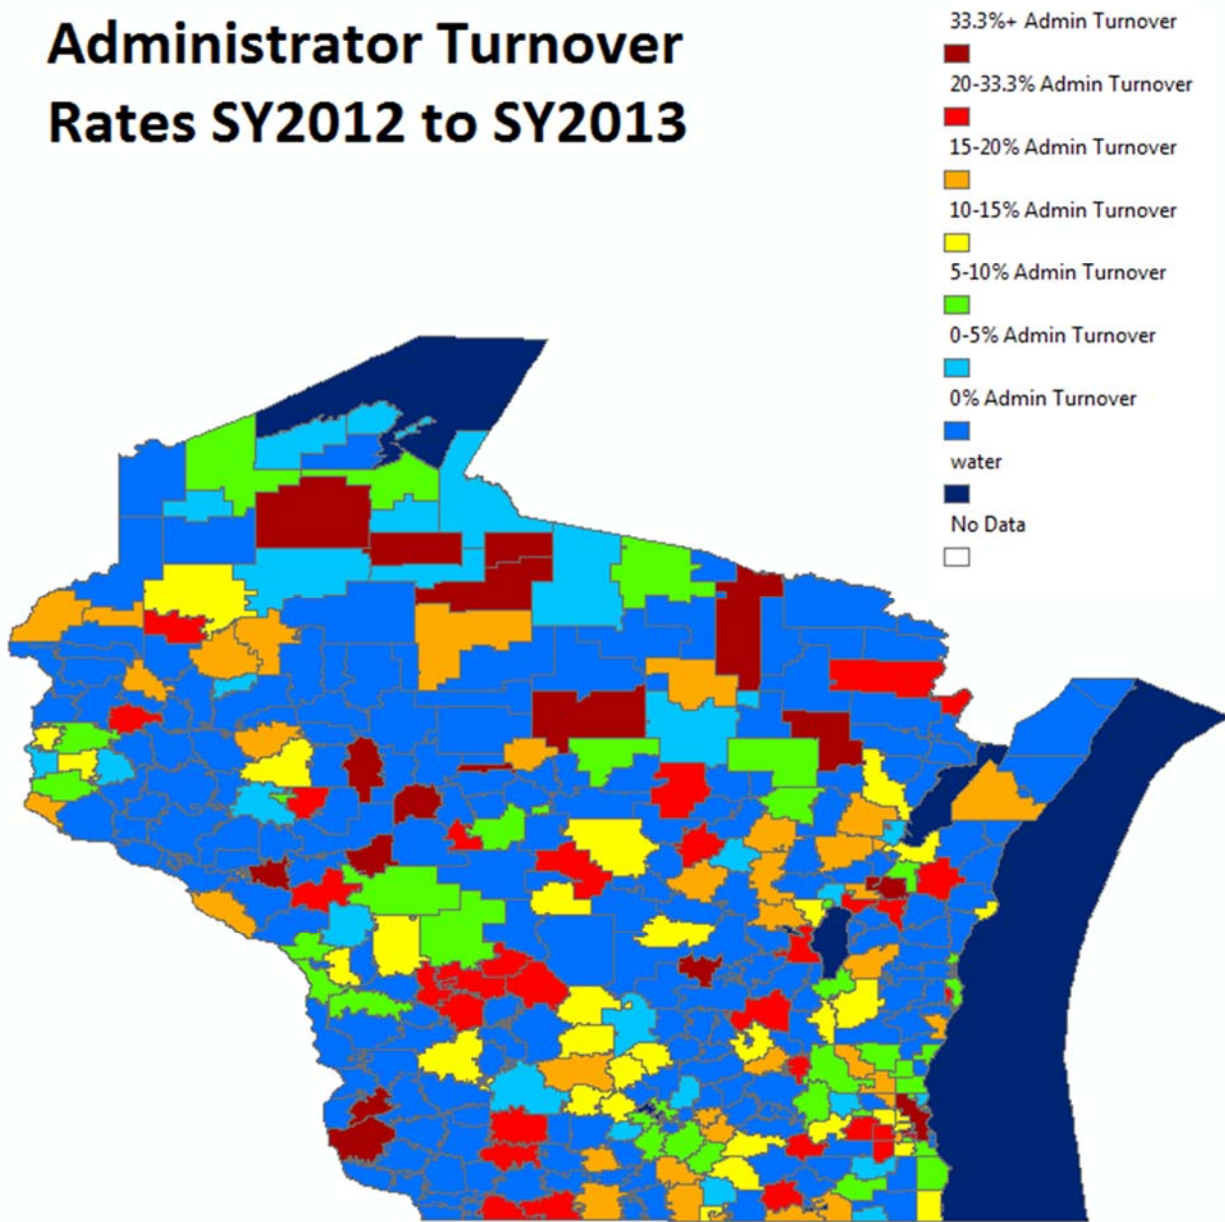 Administrator Turnover
Rates SY2012 to SY2013
33.3%+ Admin Turnover
20-33.3% Admin Turnover
15-20% Admin Turnover
10-15% Admin Turnover
5-10% Admin Turnover
0-5% Admin Turnover
0% Admin Turnover
water
No Data